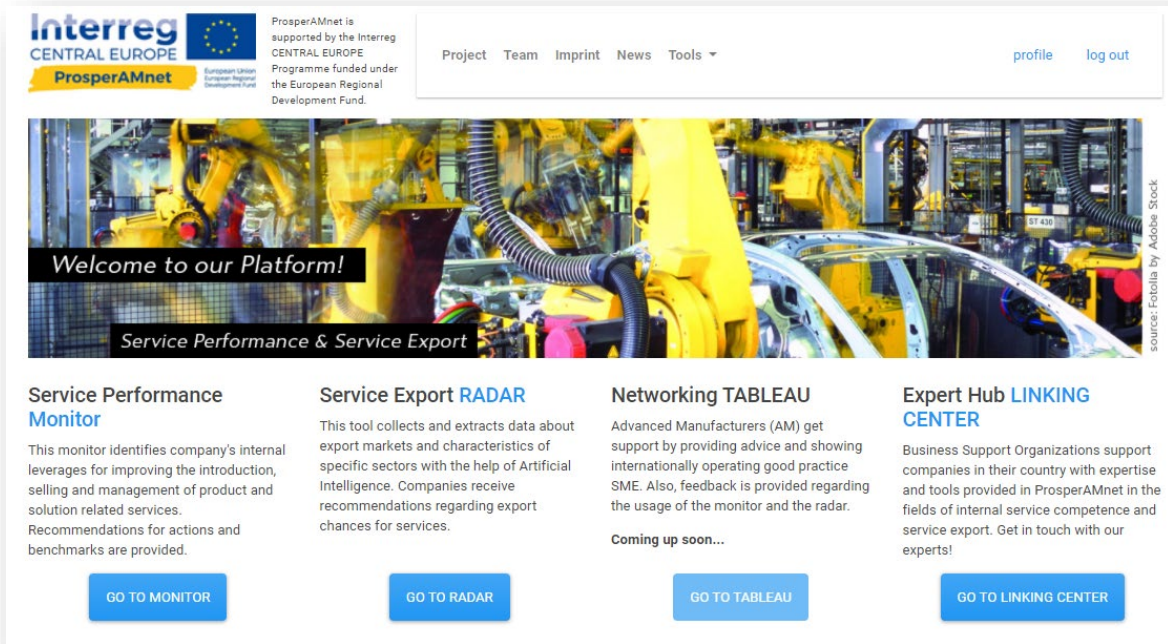 Interreg
CENTRAL EUROPE
ProsperAMnet
European Union
European Regional
Development Fund
ProsperAMnet is
supported by the Interreg
CENTRAL EUROPE
Programme funded under
the European Regional
Development Fund.
Project Team Imprint News Tools
profile log out
ST 430
Welcome to our Platform!
Service Performance & Service Export
source: Fotolia by Adobe Stock
Service Performance
Monitor
This monitor identifies company's internal
leverages for improving the introduction,
selling and management of product and
solution related services.
Recommendations for actions and
benchmarks are provided.
GO TO MONITOR
Service Export RADAR
This tool collects and extracts data about
export markets and characteristics of
specific sectors with the help of Artificial
Intelligence. Companies receive
recommendations regarding export
chances for services.
GO TO RADAR
Networking TABLEAU
Advanced Manufacturers (AM) get
support by providing advice and showing
internationally operating good practice
SME. Also, feedback is provided regarding
the usage of the monitor and the radar.
Coming up soon...
GO TO TABLEAU
Expert Hub LINKING
CENTER
Business Support Organizations support
companies in their country with expertise
and tools provided in ProsperAMnet in the
fields of internal service competence and
service export. Get in touch with our
experts!
GO TO LINKING CENTER